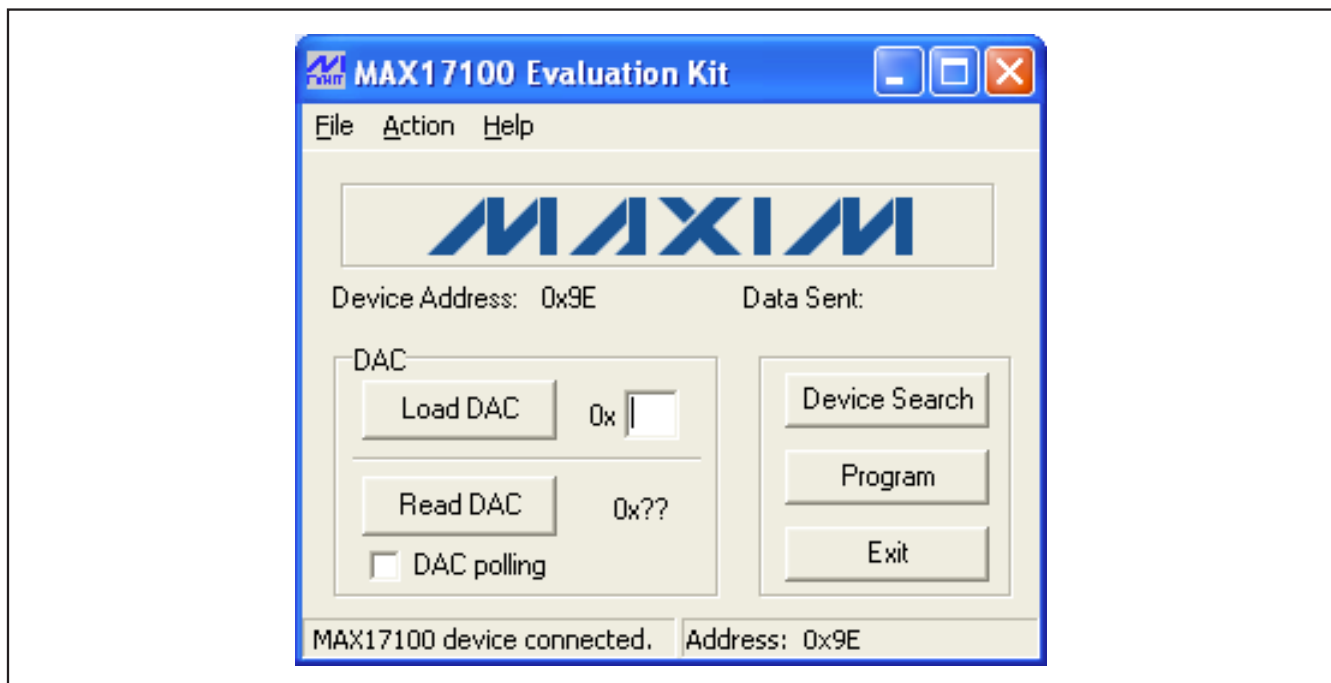 MAX17100 Evaluation Kit
File Action Help
MAXIM
Device Address: 0x9E Data Sent:
DAC
Load DAC 0x
Read DAC 0x??
DAC polling
Device Search
Program
Exit
MAX17100 device connected. Address: 0x9E